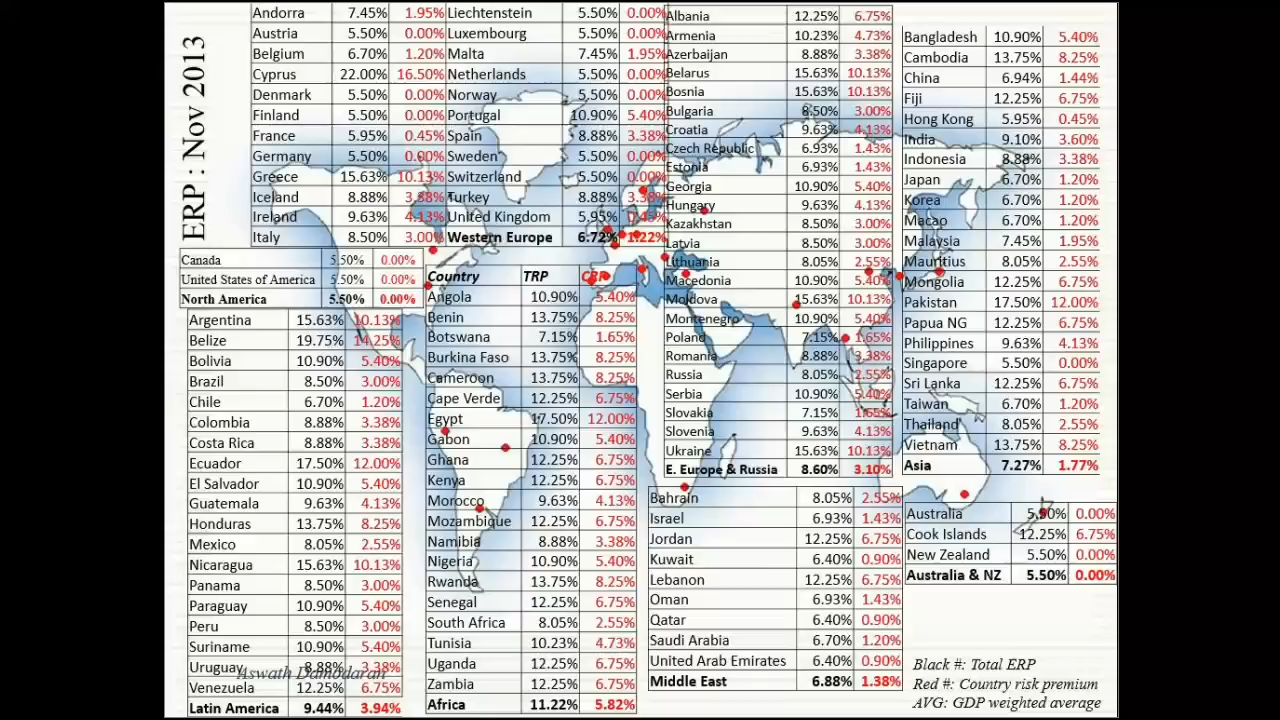 ERP : Nov 2013
Andorra 7.45% 1.95%
Austria 5.50% 0.00%
Belgium 6.70% 1.20%
Cyprus 22.00% 16.50%
Denmark 5.50% 0.00%
Finland 5.50% 0.00%
France 5.95% 0.45%
Germany 5.50% 0.00%
Greece 15.63% 10.13%
Iceland 8.88% 3.38%
Ireland 9.63% 4.13%
Italy 8.50% 3.00%
Liechtenstein 5.50% 0.00%
Luxembourg 5.50% 0.00%
Malta 7.45% 1.95%
Netherlands 5.50% 0.00%
Norway 5.50% 0.00%
Portugal 10.90% 5.40%
Spain 8.88% 3.38%
Sweden 5.50% 0.00%
Switzerland 5.50% 0.00%
Turkey 8.88% 3.38%
United Kingdom 5.95% 0.45%
Western Europe 6.72% 1.22%
Canada 5.50% 0.00%
United States of America 5.50% 0.00%
North America 5.50% 0.00%
Argentina 15.63% 10.13%
Belize 19.75% 14.25%
Bolivia 10.90% 5.40%
Brazil 8.50% 3.00%
Chile 6.70% 1.20%
Colombia 8.88% 3.38%
Costa Rica 8.88% 3.38%
Ecuador 17.50% 12.00%
El Salvador 10.90% 5.40%
Guatemala 9.63% 4.13%
Honduras 13.75% 8.25%
Mexico 8.05% 2.55%
Nicaragua 15.63% 10.13%
Panama 8.50% 3.00%
Paraguay 10.90% 5.40%
Peru 8.50% 3.00%
Suriname 10.90% 5.40%
Uruguay 8.88% 3.38%
Aswath Damodaran
Venezuela 12.25% 6.75%
Latin America 9.44% 3.94%
Country TRP CRP
Angola 10.90% 5.40%
Benin 13.75% 8.25%
Botswana 7.15% 1.65%
Burkina Faso 13.75% 8.25%
Cameroon 13.75% 8.25%
Cape Verde 12.25% 6.75%
Egypt 17.50% 12.00%
Gabon 10.90% 5.40%
Ghana 12.25% 6.75%
Kenya 12.25% 6.75%
Morocco 9.63% 4.13%
Mozambique 12.25% 6.75%
Namibia 8.88% 3.38%
Nigeria 10.90% 5.40%
Rwanda 13.75% 8.25%
Senegal 12.25% 6.75%
South Africa 8.05% 2.55%
Tunisia 10.23% 4.73%
Uganda 12.25% 6.75%
Zambia 12.25% 6.75%
Africa 11.22% 5.82%
Albania 12.25% 6.75%
Armenia 10.23% 4.73%
Azerbaijan 8.88% 3.38%
Belarus 15.63% 10.13%
Bosnia 15.63% 10.13%
Bulgaria 8.50% 3.00%
Croatia 9.63% 4.13%
Czech Republic 6.93% 1.43%
Estonia 6.93% 1.43%
Georgia 10.90% 5.40%
Hungary 9.63% 4.13%
Kazakhstan 8.50% 3.00%
Latvia 8.50% 3.00%
Lithuania 8.05% 2.55%
Macedonia 10.90% 5.40%
Moldova 15.63% 10.13%
Montenegro 10.90% 5.40%
Poland 7.15% 1.65%
Romania 8.88% 3.38%
Russia 8.05% 2.55%
Serbia 10.90% 5.40%
Slovakia 7.15% 1.65%
Slovenia 9.63% 4.13%
Ukraine 15.63% 10.13%
E. Europe & Russia 8.60% 3.10%
Bahrain 8.05% 2.55%
Israel 6.93% 1.43%
Jordan 12.25% 6.75%
Kuwait 6.40% 0.90%
Lebanon 12.25% 6.75%
Oman 6.93% 1.43%
Qatar 6.40% 0.90%
Saudi Arabia 6.70% 1.20%
United Arab Emirates 6.40% 0.90%
Middle East 6.88% 1.38%
Bangladesh 10.90% 5.40%
Cambodia 13.75% 8.25%
China 6.94% 1.44%
Fiji 12.25% 6.75%
Hong Kong 5.95% 0.45%
India 9.10% 3.60%
Indonesia 8.88% 3.38%
Japan 6.70% 1.20%
Korea 6.70% 1.20%
Macao 6.70% 1.20%
Malaysia 7.45% 1.95%
Mauritius 8.05% 2.55%
Mongolia 12.25% 6.75%
Pakistan 17.50% 12.00%
Papua NG 12.25% 6.75%
Philippines 9.63% 4.13%
Singapore 5.50% 0.00%
Sri Lanka 12.25% 6.75%
Taiwan 6.70% 1.20%
Thailand 8.05% 2.55%
Vietnam 13.75% 8.25%
Asia 7.27% 1.77%
Australia 5.50% 0.00%
Cook Islands 12.25% 6.75%
New Zealand 5.50% 0.00%
Australia & NZ 5.50% 0.00%
Black #: Total ERP
Red #: Country risk premium
AVG: GDP weighted average